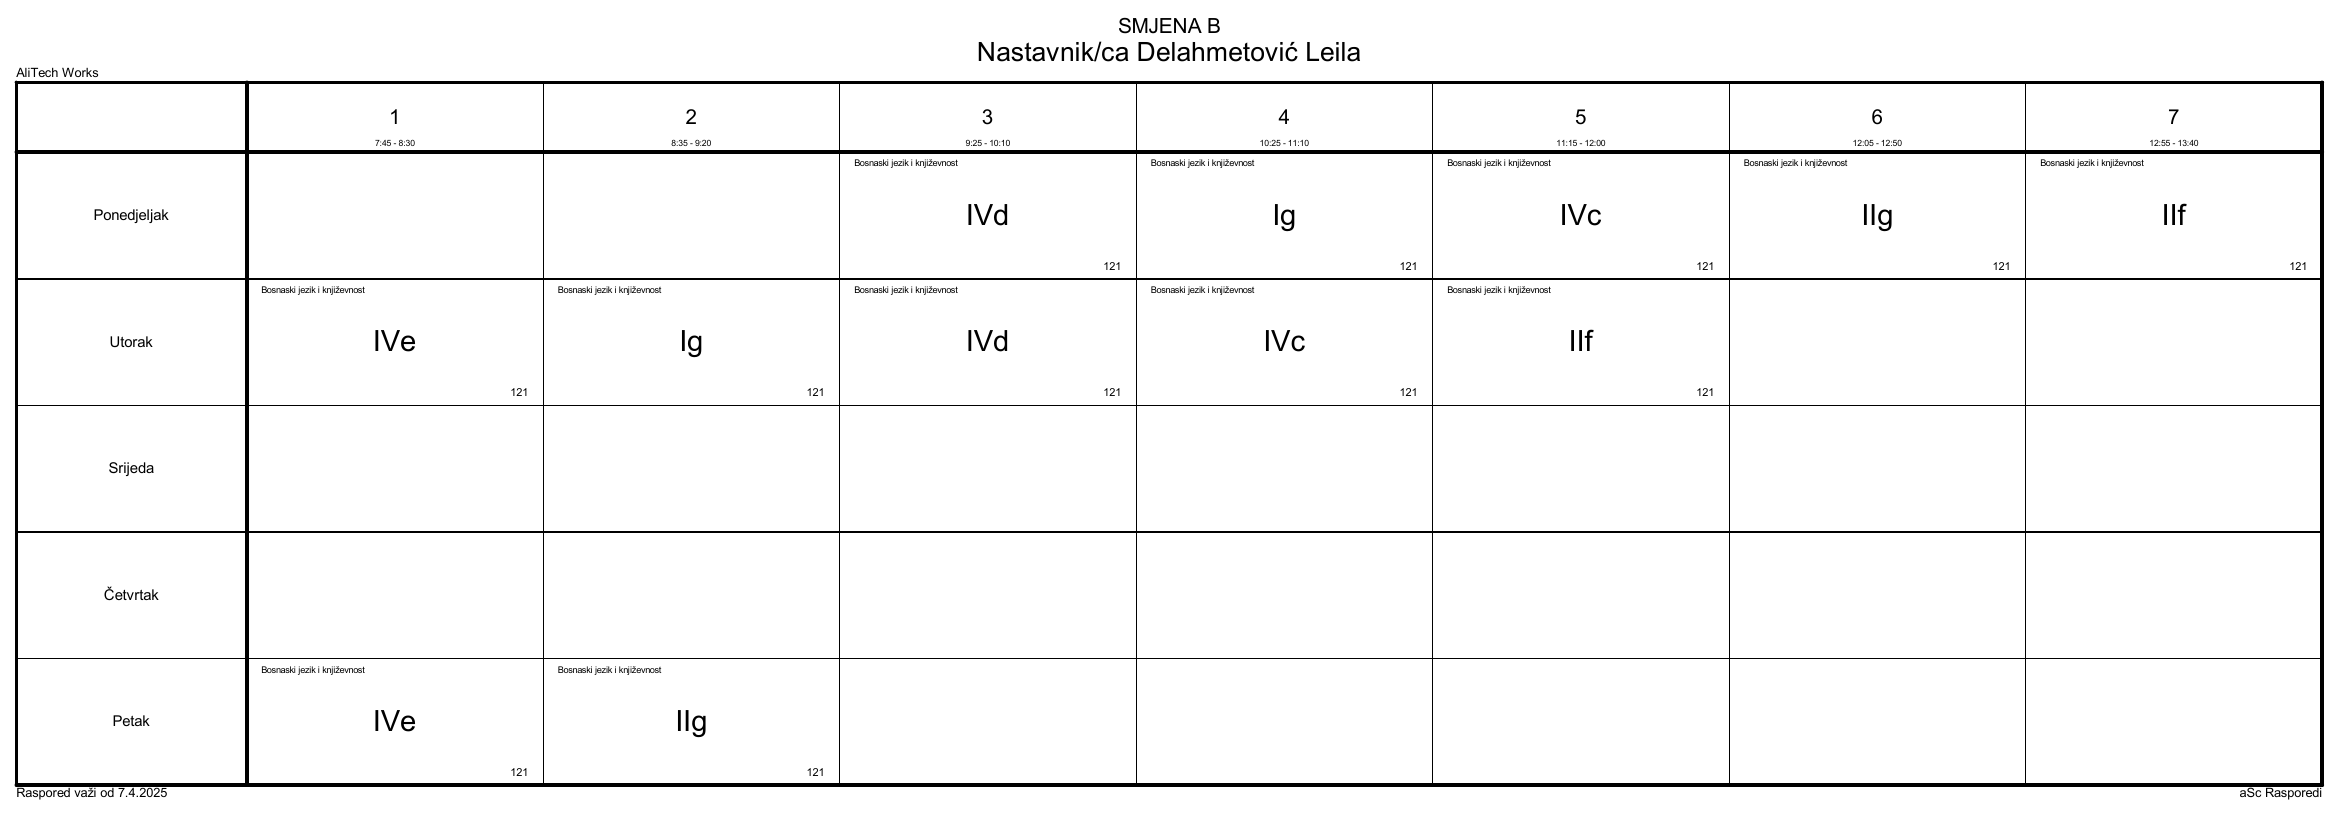 SMJENA B
Nastavnik/ca Delahmetović Leila
AliTech Works
1 2 3 4 5 6 7
7:45 - 8:30 8:35 - 9:20 9:25 - 10:10 10:25 - 11:10 11:15 - 12:00 12:05 - 12:50 12:55 - 13:40
Bosnaski jezik i književnost Bosnaski jezik i književnost Bosnaski jezik i književnost Bosnaski jezik i književnost Bosnaski jezik i književnost
Ponedjeljak IVd Ig IVc IIg IIf
121 121 121 121 121
Bosnaski jezik i književnost Bosnaski jezik i književnost Bosnaski jezik i književnost Bosnaski jezik i književnost Bosnaski jezik i književnost
Utorak IVe Ig IVd IVc IIf
121 121 121 121 121
Srijeda
Četvrtak
Bosnaski jezik i književnost Bosnaski jezik i književnost
Petak IVe IIg
121 121
Raspored važi od 7.4.2025 aSc Rasporedi